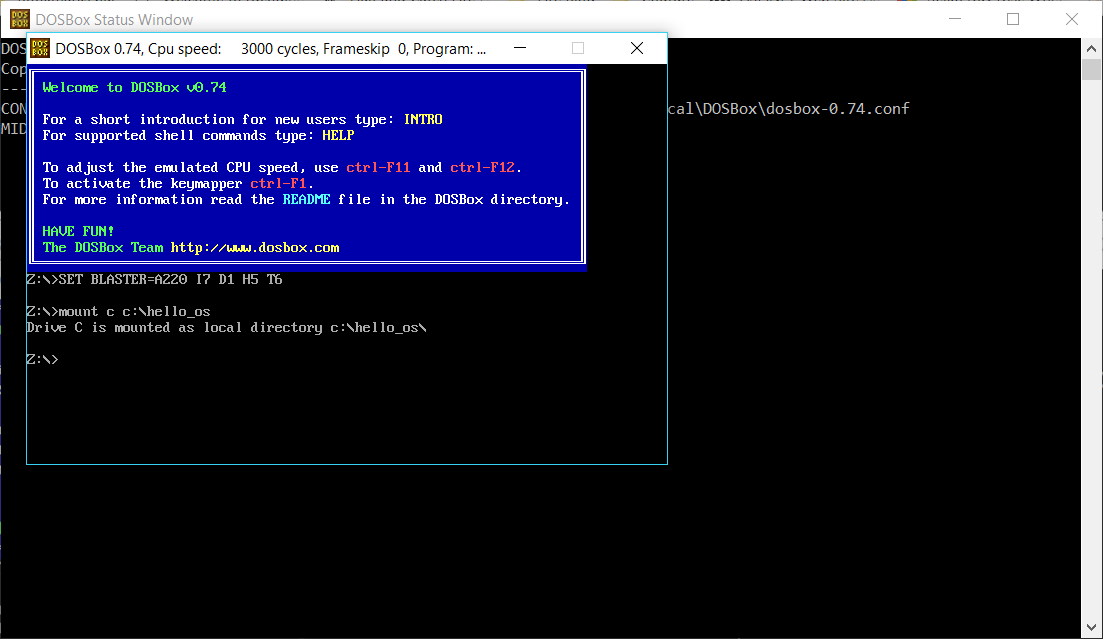 DOSBox Status Window
DOSBox 0.74, Cpu speed: 3000 cycles, Frameskip 0, Program: ...
DOS
Cop
---
CON cal\DOSBox\dosbox-0.74.conf
MID
Welcome to DOSBox v0.74
For a short introduction for new users type: INTRO
For supported shell commands type: HELP
To adjust the emulated CPU speed, use ctrl-F11 and ctrl-F12.
To activate the keymapper ctrl-F1.
For more information read the README file in the DOSBox directory.
HAVE FUN!
The DOSBox Team http://www.dosbox.com
Z:\>SET BLASTER=A220 I7 D1 H5 T6
Z:\>mount c c:\hello_os
Drive C is mounted as local directory c:\hello_os\
Z:\>